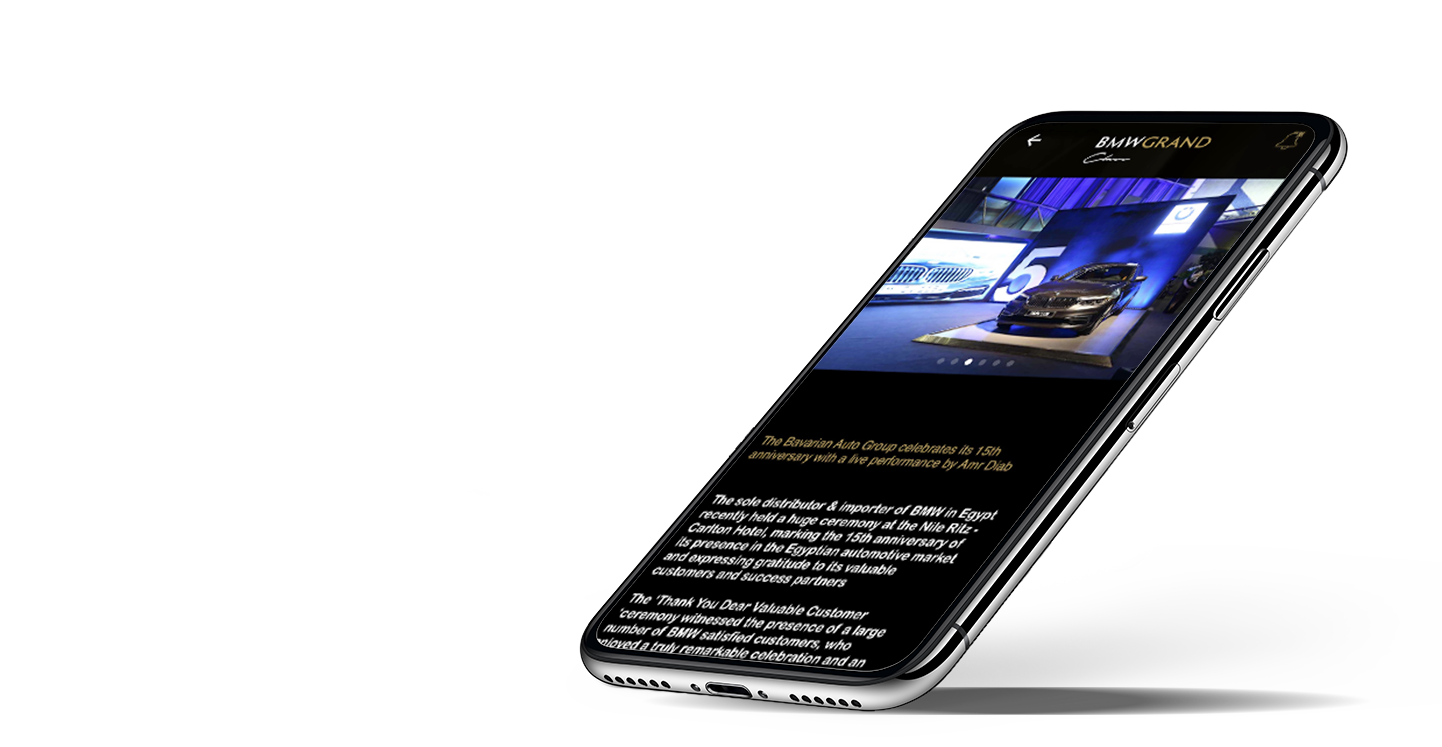 BMWGRAND
Class
5
The Bavarian Auto Group celebrates its 15th
anniversary with a live performance by Amr Diab
The sole distributor & importer of BMW in Egypt
recently held a huge ceremony at the Nile Ritz -
Carlton Hotel, marking the 15th anniversary of
its presence in the Egyptian automotive market
and expressing gratitude to its valuable
customers and success partners
The 'Thank You Dear Valuable Customer
'ceremony witnessed the presence of a large
number of BMW satisfied customers, who
enjoyed a truly remarkable celebration and an